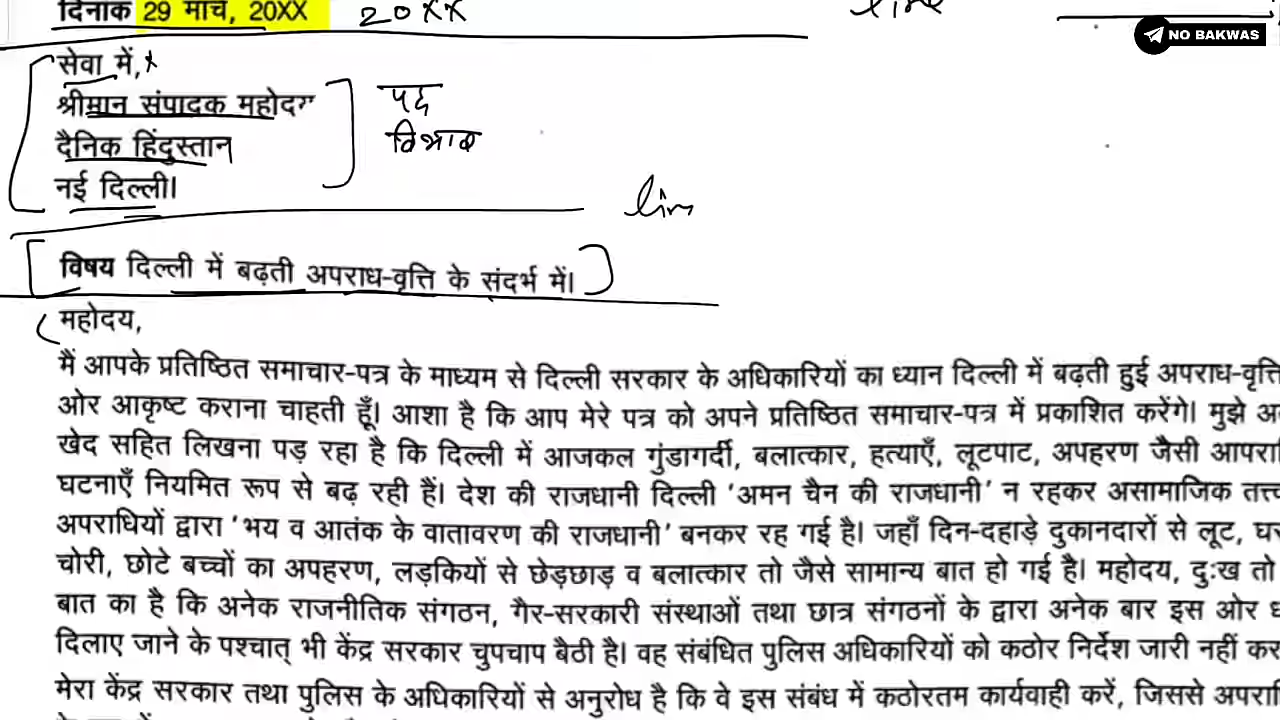 दिनांक 29 मार्च, 20XX 20XX line
NO BAKWAS
सेवा में,
श्रीमान संपादक महोदय
पद
दैनिक हिंदुस्तान
विभाग
नई दिल्ली।
line
विषय दिल्ली में बढ़ती अपराध-वृत्ति के संदर्भ में।
महोदय,
मैं आपके प्रतिष्ठित समाचार-पत्र के माध्यम से दिल्ली सरकार के अधिकारियों का ध्यान दिल्ली में बढ़ती हुई अपराध-वृत्ति
ओर आकृष्ट कराना चाहती हूँ। आशा है कि आप मेरे पत्र को अपने प्रतिष्ठित समाचार-पत्र में प्रकाशित करेंगे। मुझे
खेद सहित लिखना पड़ रहा है कि दिल्ली में आजकल गुंडागर्दी, बलात्कार, हत्याएँ, लूटपाट, अपहरण जैसी
घटनाएँ नियमित रूप से बढ़ रही हैं। देश की राजधानी दिल्ली 'अमन चैन की राजधानी' न रहकर असामाजिक
अपराधियों द्वारा 'भय व आतंक के वातावरण की राजधानी' बनकर रह गई है। जहाँ दिन-दहाड़े दुकानदारों से लूट,
चोरी, छोटे बच्चों का अपहरण, लड़कियों से छेड़छाड़ व बलात्कार तो जैसे सामान्य बात हो गई है। महोदय, दुःख तो
बात का है कि अनेक राजनीतिक संगठन, गैर-सरकारी संस्थाओं तथा छात्र संगठनों के द्वारा अनेक बार इस ओर
दिलाए जाने के पश्चात् भी केंद्र सरकार चुपचाप बैठी है। वह संबंधित पुलिस अधिकारियों को कठोर निर्देश जारी नहीं कर
मेरा केंद्र सरकार तथा पुलिस के अधिकारियों से अनुरोध है कि वे इस संबंध में कठोरतम कार्यवाही करें, जिससे